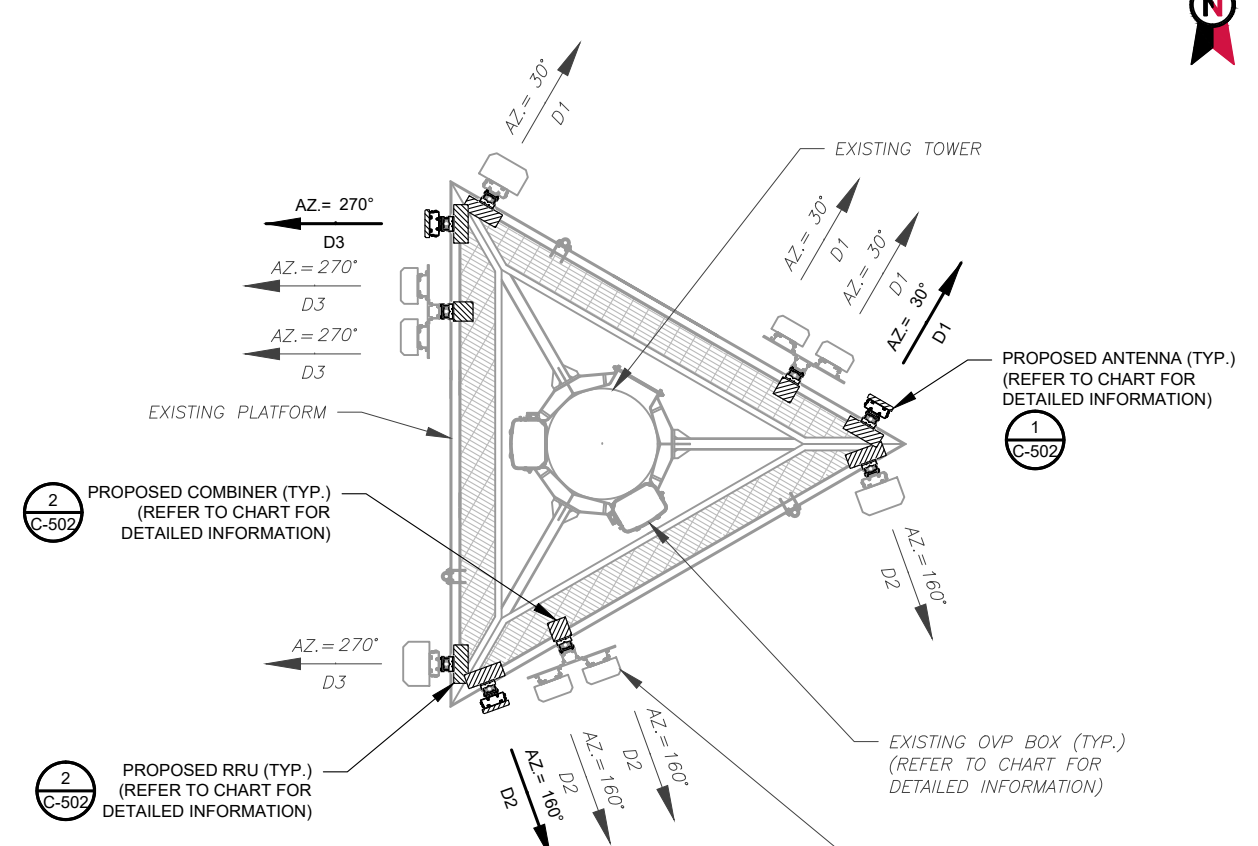 N
AZ.= 30°
D1
EXISTING TOWER
AZ.= 270°
D3
AZ.= 30°
D1
AZ.= 30°
D1
AZ.= 30°
D1
AZ.= 270°
D3
AZ.= 270°
D3
PROPOSED ANTENNA (TYP.)
(REFER TO CHART FOR
DETAILED INFORMATION)
1
C-502
EXISTING PLATFORM
2
C-502
PROPOSED COMBINER (TYP.)
(REFER TO CHART FOR
DETAILED INFORMATION)
AZ.= 160°
D2
AZ.= 270°
D3
2
C-502
PROPOSED RRU (TYP.)
(REFER TO CHART FOR
DETAILED INFORMATION)
AZ.= 160°
D2
AZ.= 160°
D2
AZ.= 160°
D2
EXISTING OVP BOX (TYP.)
(REFER TO CHART FOR
DETAILED INFORMATION)